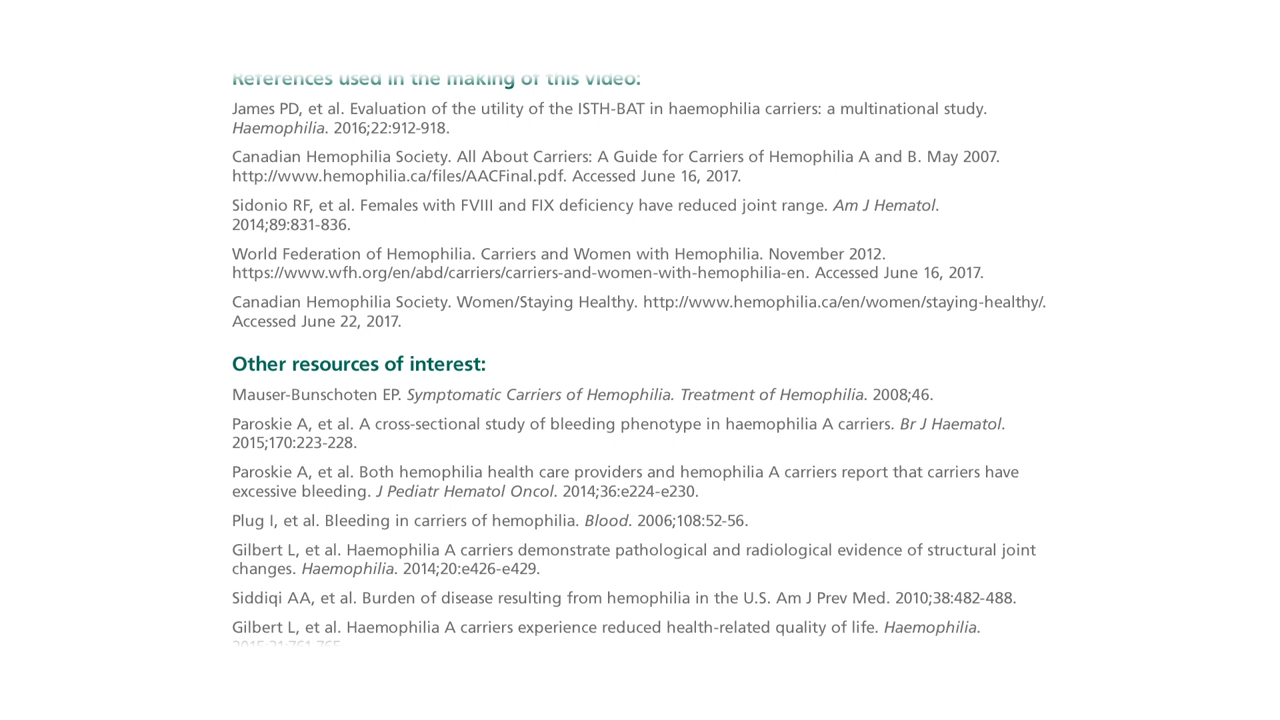 References used in the making of this video:
James PD, et al. Evaluation of the utility of the ISTH-BAT in haemophilia carriers: a multinational study.
Haemophilia. 2016;22:912-918.
Canadian Hemophilia Society. All About Carriers: A Guide for Carriers of Hemophilia A and B. May 2007.
http://www.hemophilia.ca/files/AACFinal.pdf. Accessed June 16, 2017.
Sidonio RF, et al. Females with FVIII and FIX deficiency have reduced joint range. Am J Hematol.
2014;89:831-836.
World Federation of Hemophilia. Carriers and Women with Hemophilia. November 2012.
https://www.wfh.org/en/abd/carriers/carriers-and-women-with-hemophilia-en. Accessed June 16, 2017.
Canadian Hemophilia Society. Women/Staying Healthy. http://www.hemophilia.ca/en/women/staying-healthy/.
Accessed June 22, 2017.
Other resources of interest:
Mauser-Bunschoten EP. Symptomatic Carriers of Hemophilia. Treatment of Hemophilia. 2008;46.
Paroskie A, et al. A cross-sectional study of bleeding phenotype in haemophilia A carriers. Br J Haematol.
2015;170:223-228.
Paroskie A, et al. Both hemophilia health care providers and hemophilia A carriers report that carriers have
excessive bleeding. J Pediatr Hematol Oncol. 2014;36:e224-e230.
Plug I, et al. Bleeding in carriers of hemophilia. Blood. 2006;108:52-56.
Gilbert L, et al. Haemophilia A carriers demonstrate pathological and radiological evidence of structural joint
changes. Haemophilia. 2014;20:e426-e429.
Siddiqi AA, et al. Burden of disease resulting from hemophilia in the U.S. Am J Prev Med. 2010;38:482-488.
Gilbert L, et al. Haemophilia A carriers experience reduced health-related quality of life. Haemophilia.